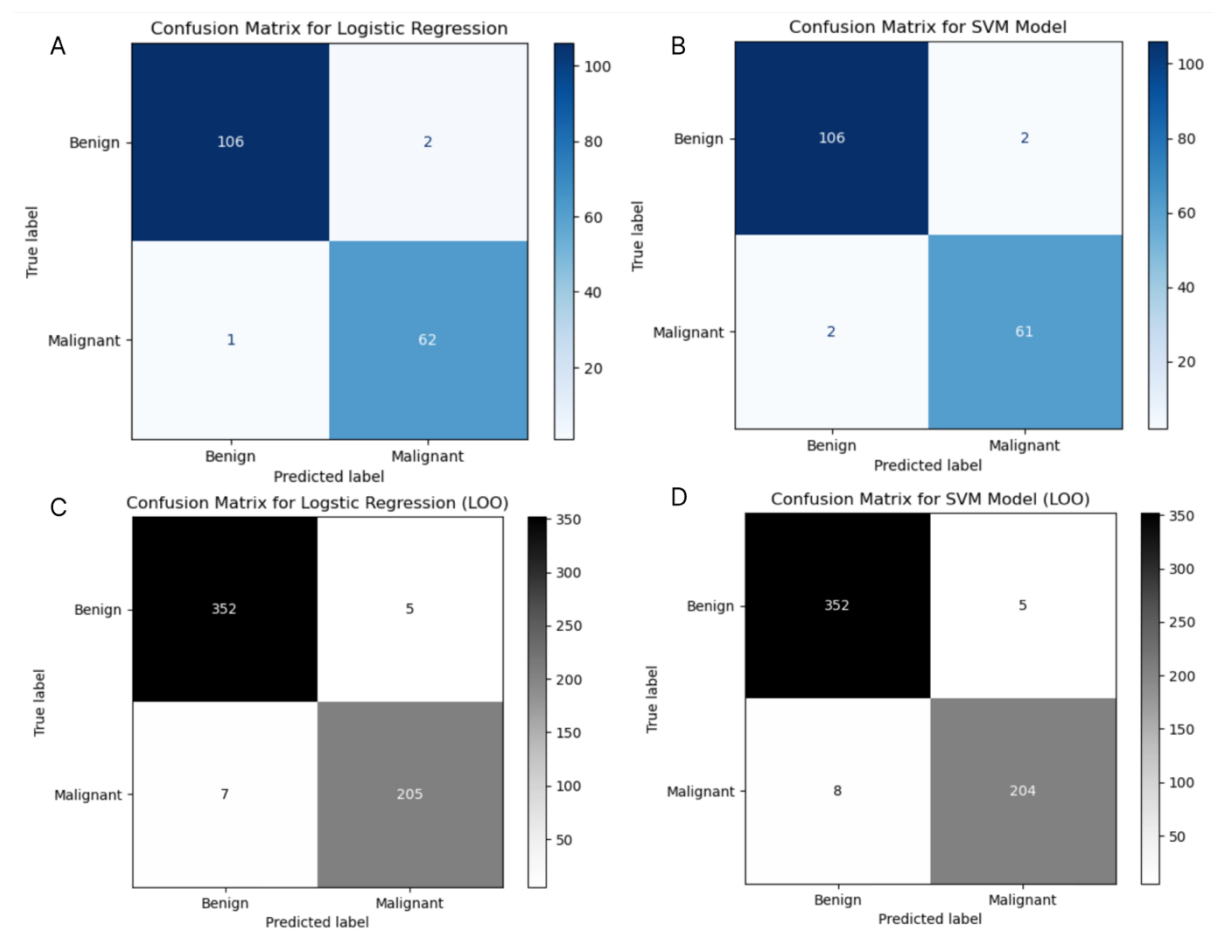 A
Confusion Matrix for Logistic Regression
True label
Benign
Malignant
106
2
1
62
Benign
Malignant
Predicted label
100
80
60
40
20
B
Confusion Matrix for SVM Model
True label
Benign
Malignant
106
2
2
61
Benign
Malignant
Predicted label
100
80
60
40
20
C
Confusion Matrix for Logstic Regression (LOO)
True label
Benign
Malignant
352
5
7
205
Benign
Malignant
Predicted label
350
300
250
200
150
100
50
D
Confusion Matrix for SVM Model (LOO)
True label
Benign
Malignant
352
5
8
204
Benign
Malignant
Predicted label
350
300
250
200
150
100
50